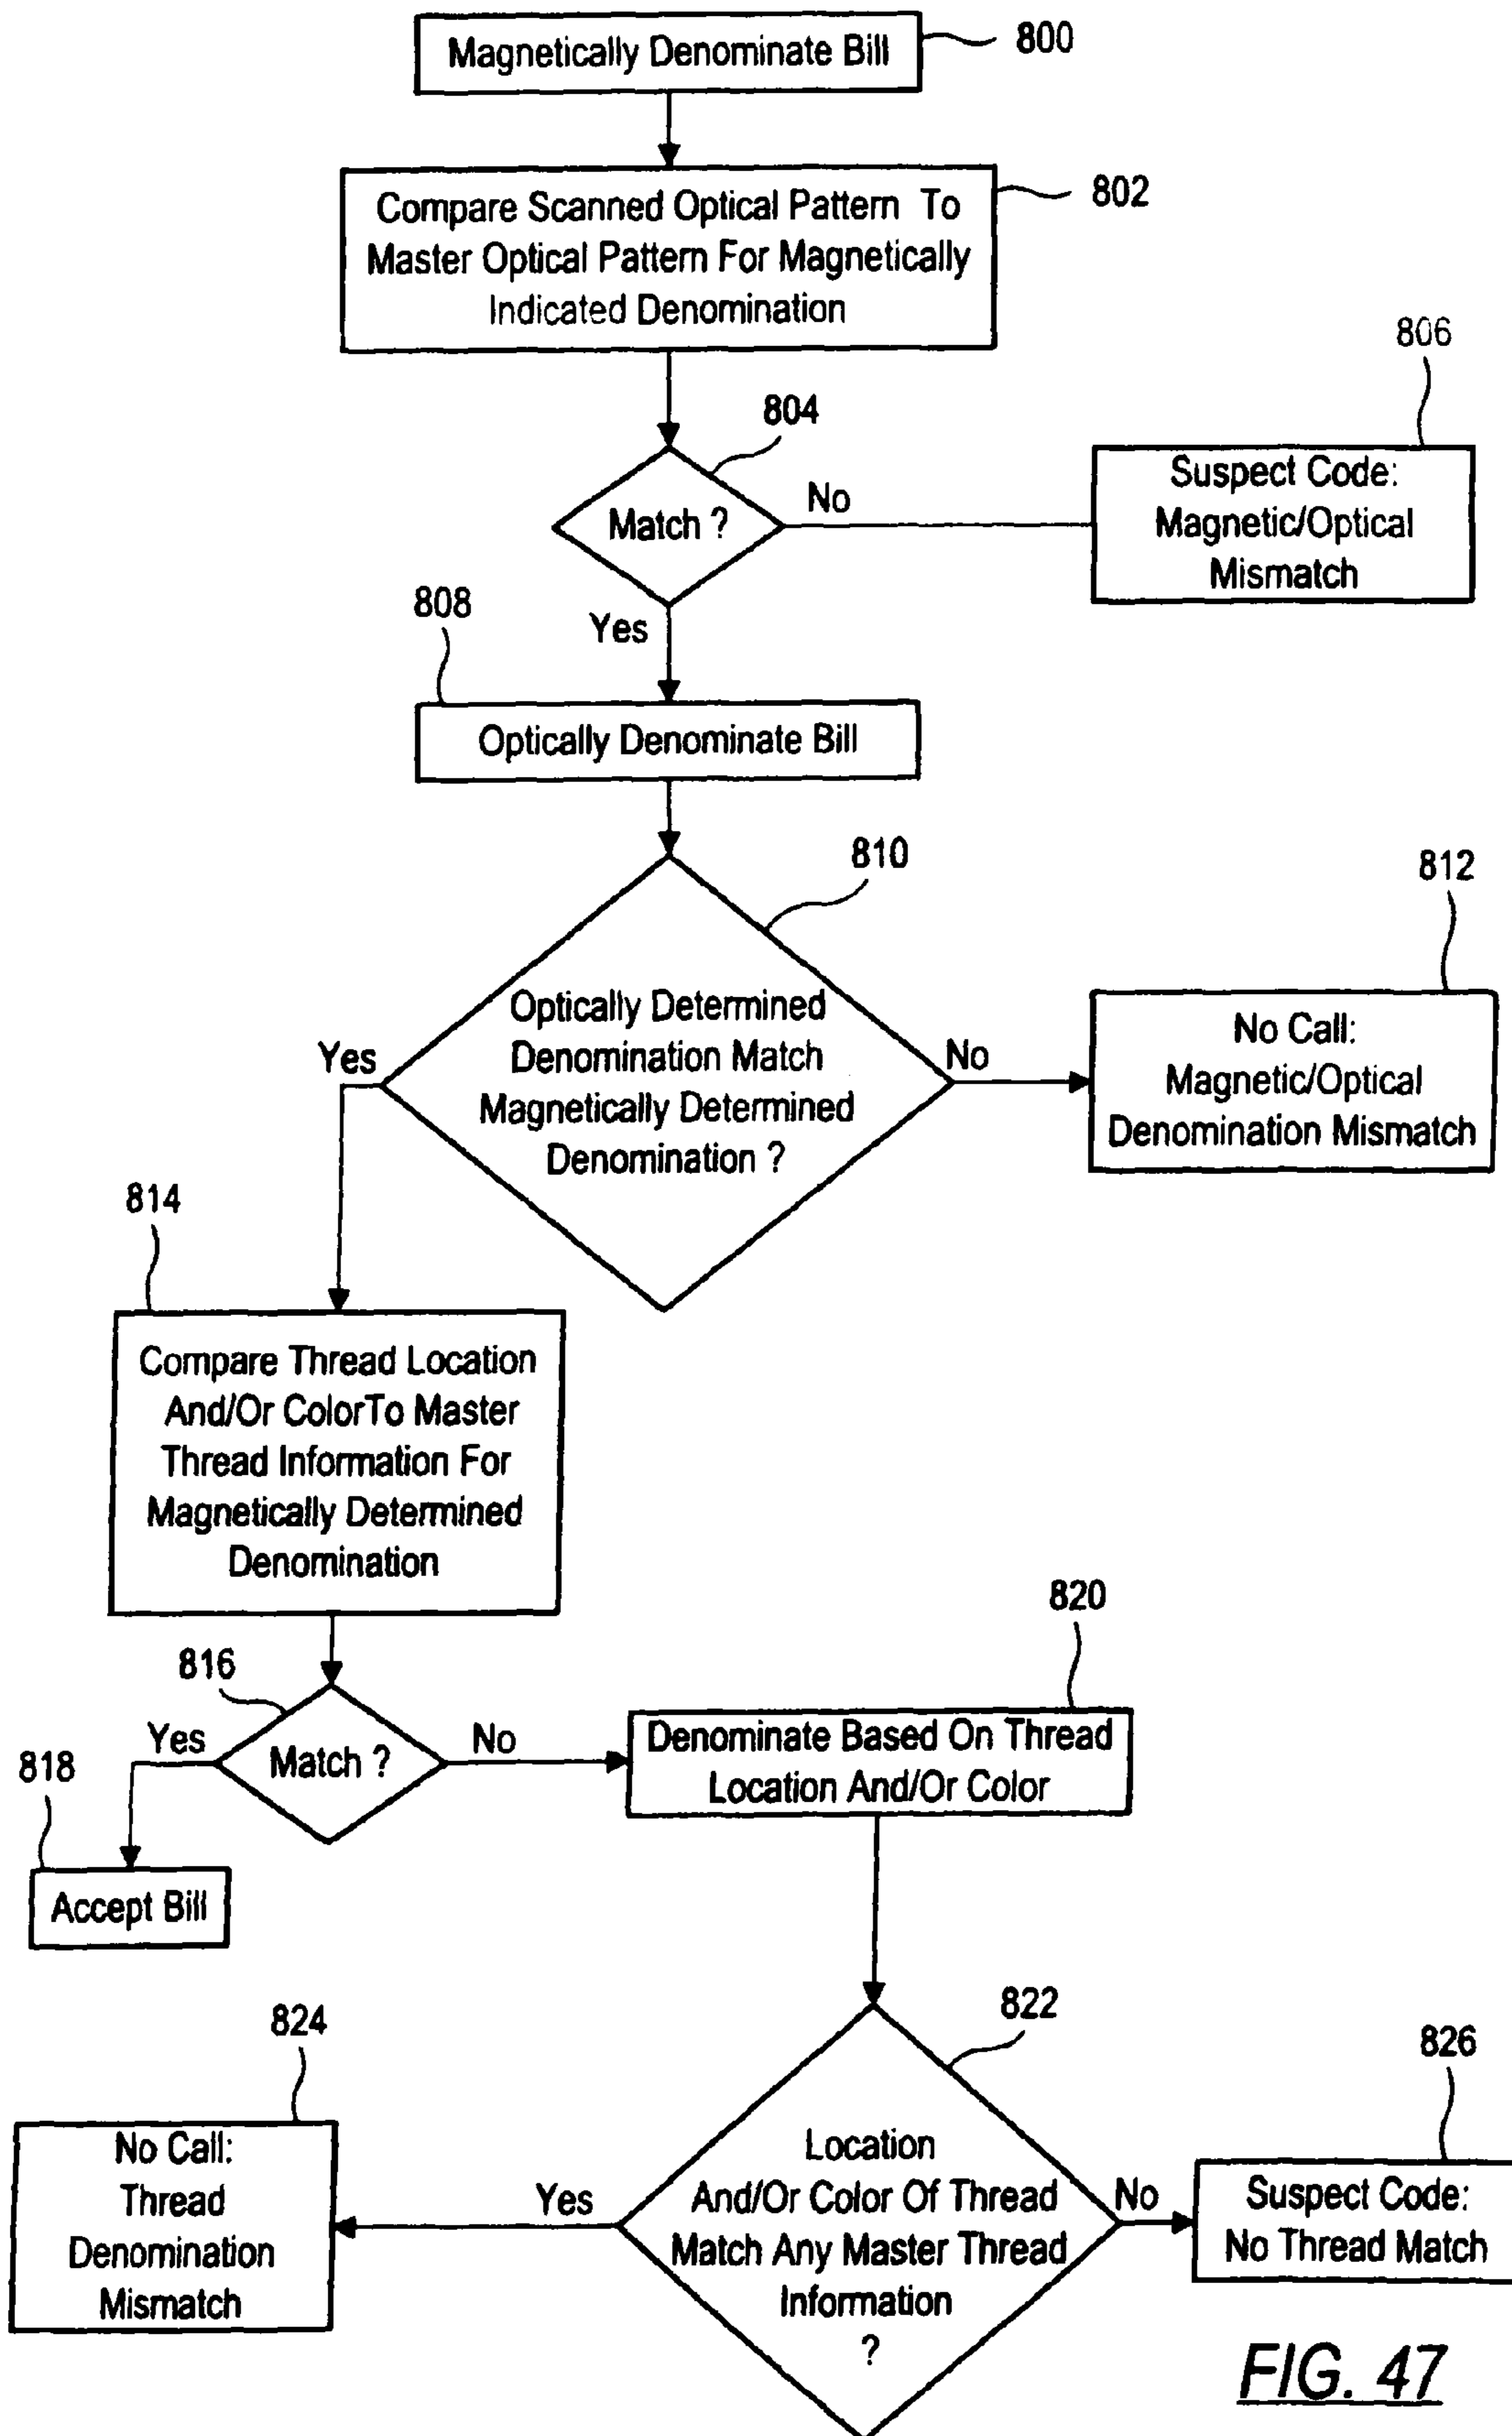 Magnetically Denominate Bill
800
Compare Scanned Optical Pattern To
Master Optical Pattern For Magnetically
Indicated Denomination
802
804
Match ?
No
806
Suspect Code:
Magnetic/Optical
Mismatch
Yes
808
Optically Denominate Bill
810
Optically Determined
Denomination Match
Magnetically Determined
Denomination ?
Yes
No
812
No Call:
Magnetic/Optical
Denomination Mismatch
814
Compare Thread Location
And/Or ColorTo Master
Thread Information For
Magnetically Determined
Denomination
816
Match ?
Yes
No
818
Accept Bill
820
Denominate Based On Thread
Location And/Or Color
822
Location
And/Or Color Of Thread
Match Any Master Thread
Information
?
Yes
No
824
No Call:
Thread
Denomination
Mismatch
826
Suspect Code:
No Thread Match
FIG. 47